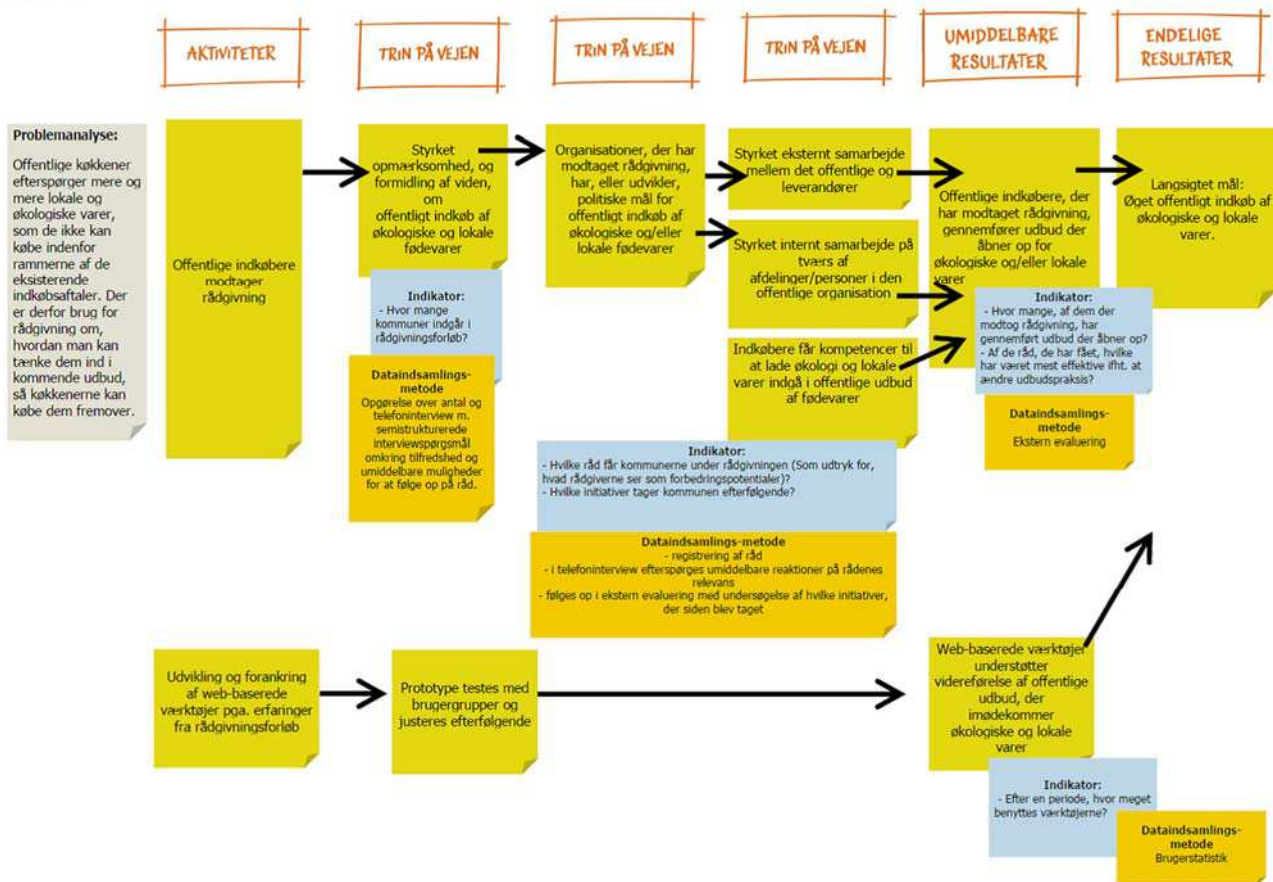 AKTIVITETER
TRIN PÅ VEJEN
TRIN PÅ VEJEN
TRIN PÅ VEJEN
UMIDDELBARE
RESULTATER
ENDELIGE
RESULTATER
Problemanalyse:
Offentlige køkkener
efterspørger mere og
mere lokale og
økologiske varer,
som de ikke kan
købe indenfor
rammerne af de
eksisterende
indkøbsaftaler. Der
er derfor brug for
rådgivning om,
hvordan man kan
tænke dem ind i
kommende udbud,
så køkkenerne kan
købe dem fremover.
Offentlige indkøbere
modtager
rådgivning
Styrket
opmærksomhed, og
formidling af viden,
om
offentligt indkøb af
økologiske og lokale
fødevarer
Indikator:
- Hvor mange
kommuner indgår i
rådgivningsforløb?
Dataindsamlings-
metode
Opgørelse over antal og
telefoninterview m.
semistrukturerede
interviewspørgsmål
omkring tilfredshed og
umiddelbare muligheder
for at følge op på råd.
Organisationer, der har
modtaget rådgivning,
har, eller udvikler,
politiske mål for
offentligt indkøb af
økologiske og/eller
lokale fødevarer
Styrket eksternt samarbejde
mellem det offentlige og
leverandører
Styrket internt samarbejde på
tværs af
afdelinger/personer i den
offentlige organisation
Indkøbere får kompetencer til
at lade økologi og lokale
varer indgå i offentlige udbud
af fødevarer
Indikator:
- Hvilke råd får kommunerne under rådgivningen (Som udtryk for,
hvad rådgiverne ser som forbedringspotentialer)?
- Hvilke initiativer tager kommunen efterfølgende?
Dataindsamlings-metode
- registrering af råd
- i telefoninterview efterspørges umiddelbare reaktioner på rådenes
relevans
- følges op i ekstern evaluering med undersøgelse af hvilke initiativer,
der siden blev taget
Offentlige indkøbere, der
har modtaget rådgivning,
gennemfører udbud der
åbner op for
økologiske og/eller lokale
varer
Indikator:
- Hvor mange, af dem der
modtog rådgivning, har
gennemført udbud der åbner op?
- Af de råd, de har fået, hvilke
har været mest effektive ifht. at
ændre udbudspraksis?
Dataindsamlings-
metode
Ekstern evaluering
Langsigtet mål:
Øget offentligt indkøb af
økologiske og lokale
varer.
Udvikling og forankring
af web-baserede
værktøjer pga. erfaringer
fra rådgivningsforløb
Prototype testes med
brugergrupper og
justeres efterfølgende
Web-baserede værktøjer
understøtter
videreførelse af offentlige
udbud, der
imødekommer
økologiske og lokale
varer
Indikator:
- Efter en periode, hvor meget
benyttes værktøjerne?
Dataindsamlings-
metode
Brugerstatistik